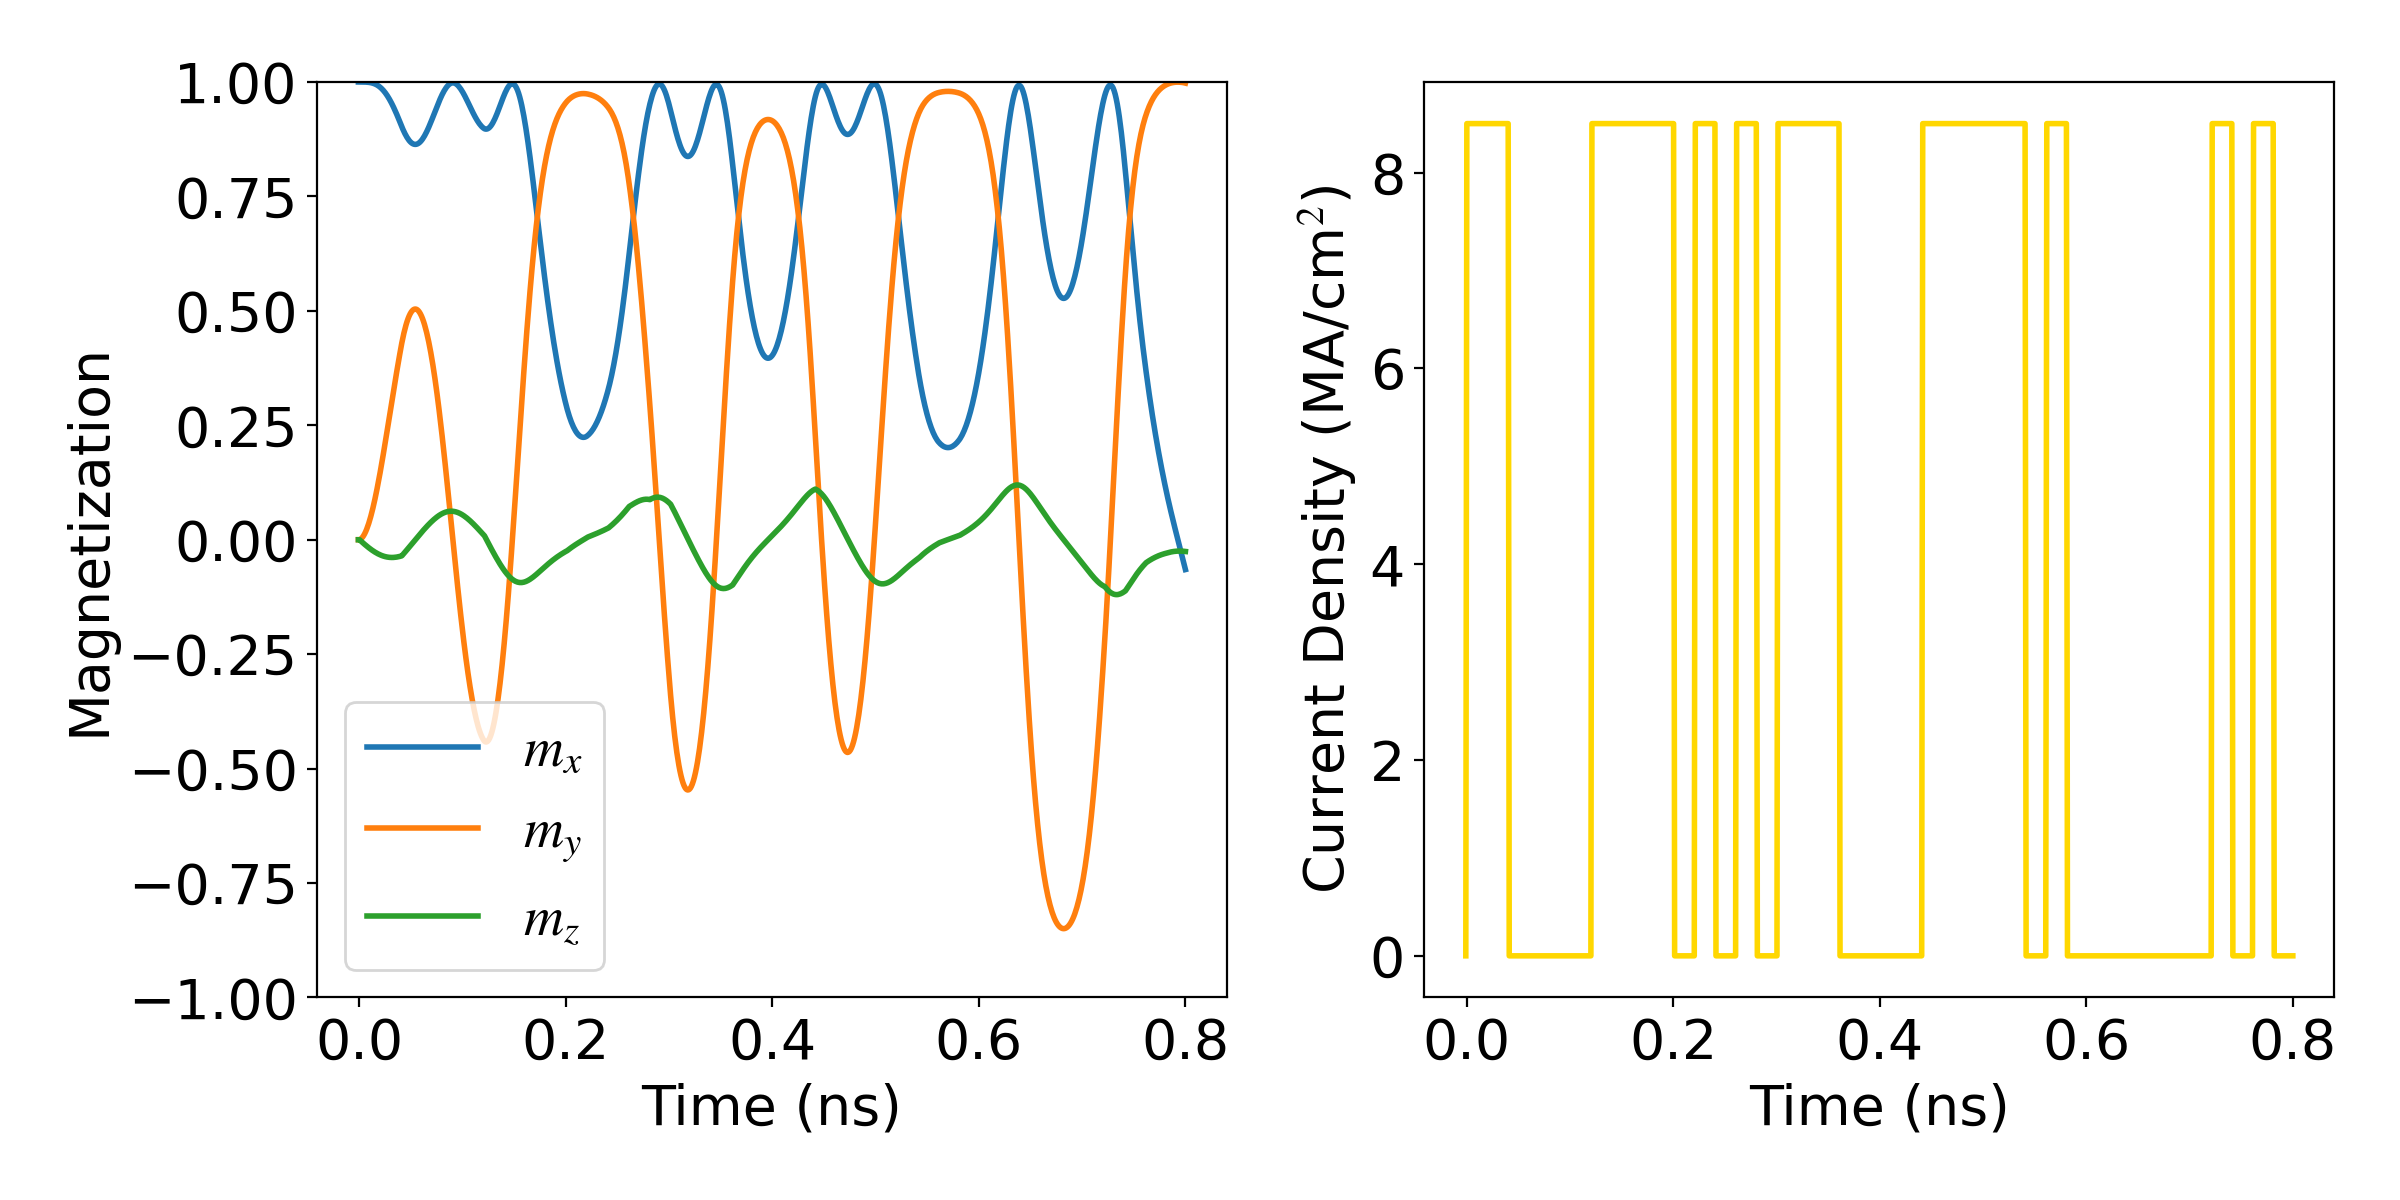 1.00
0.75
0.50
0.25
0.00
−0.25
−0.50
−0.75
−1.00
Magnetization
m_x
m_y
m_z
0.0 0.2 0.4 0.6 0.8
Time (ns)
8
6
4
2
0
Current Density (MA/cm²)
0.0 0.2 0.4 0.6 0.8
Time (ns)